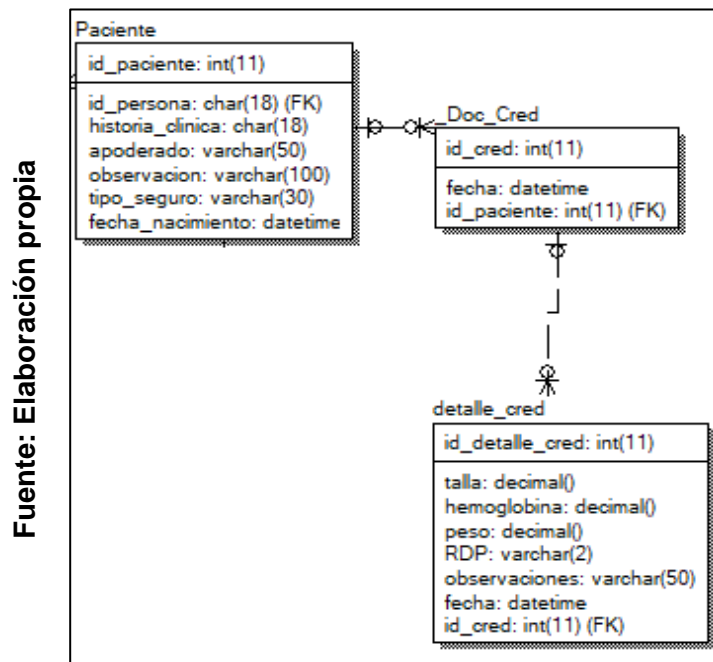 Fuente: Elaboración propia
Paciente
id_paciente: int(11)
id_persona: char(18) (FK)
historia_clinica: char(18)
apoderado: varchar(50)
observacion: varchar(100)
tipo_seguro: varchar(30)
fecha_nacimiento: datetime
_Doc_Cred
id_cred: int(11)
fecha: datetime
id_paciente: int(11) (FK)
detalle_cred
id_detalle_cred: int(11)
talla: decimal()
hemoglobina: decimal()
peso: decimal()
RDP: varchar(2)
observaciones: varchar(50)
fecha: datetime
id_cred: int(11) (FK)